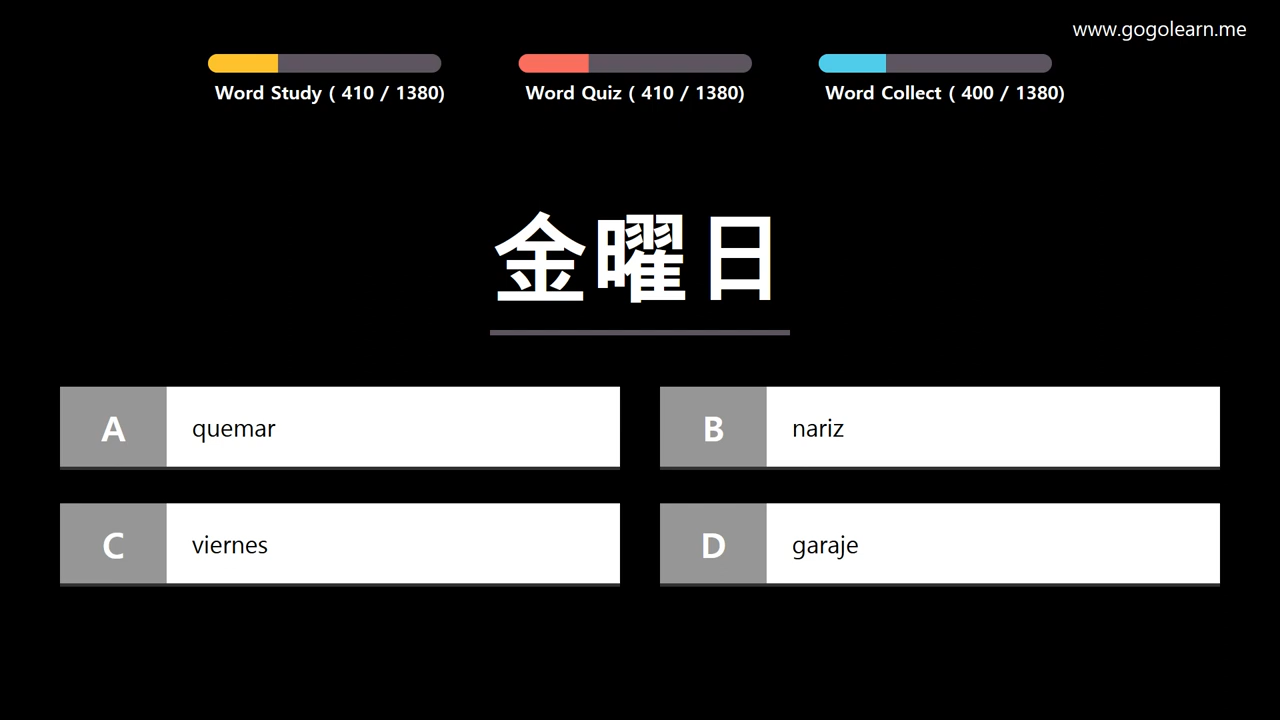 www.gogolearn.me
Word Study ( 410 / 1380)
Word Quiz ( 410 / 1380)
Word Collect ( 400 / 1380)
金曜日
A quemar
B nariz
C viernes
D garaje